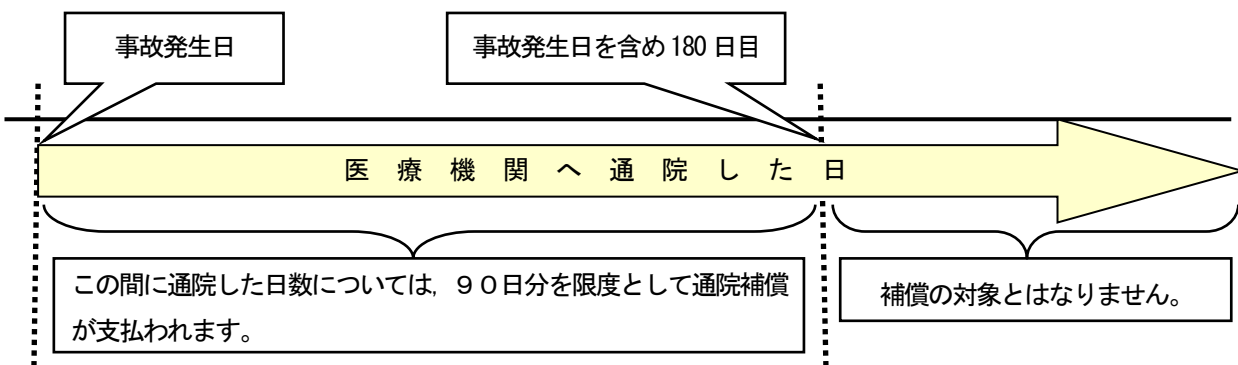 事故発生日
事故発生日を含め180日目
医療機関へ通院した日
この間に通院した日数については，９０日分を限度として通院補償
が支払われます。
補償の対象とはなりません。